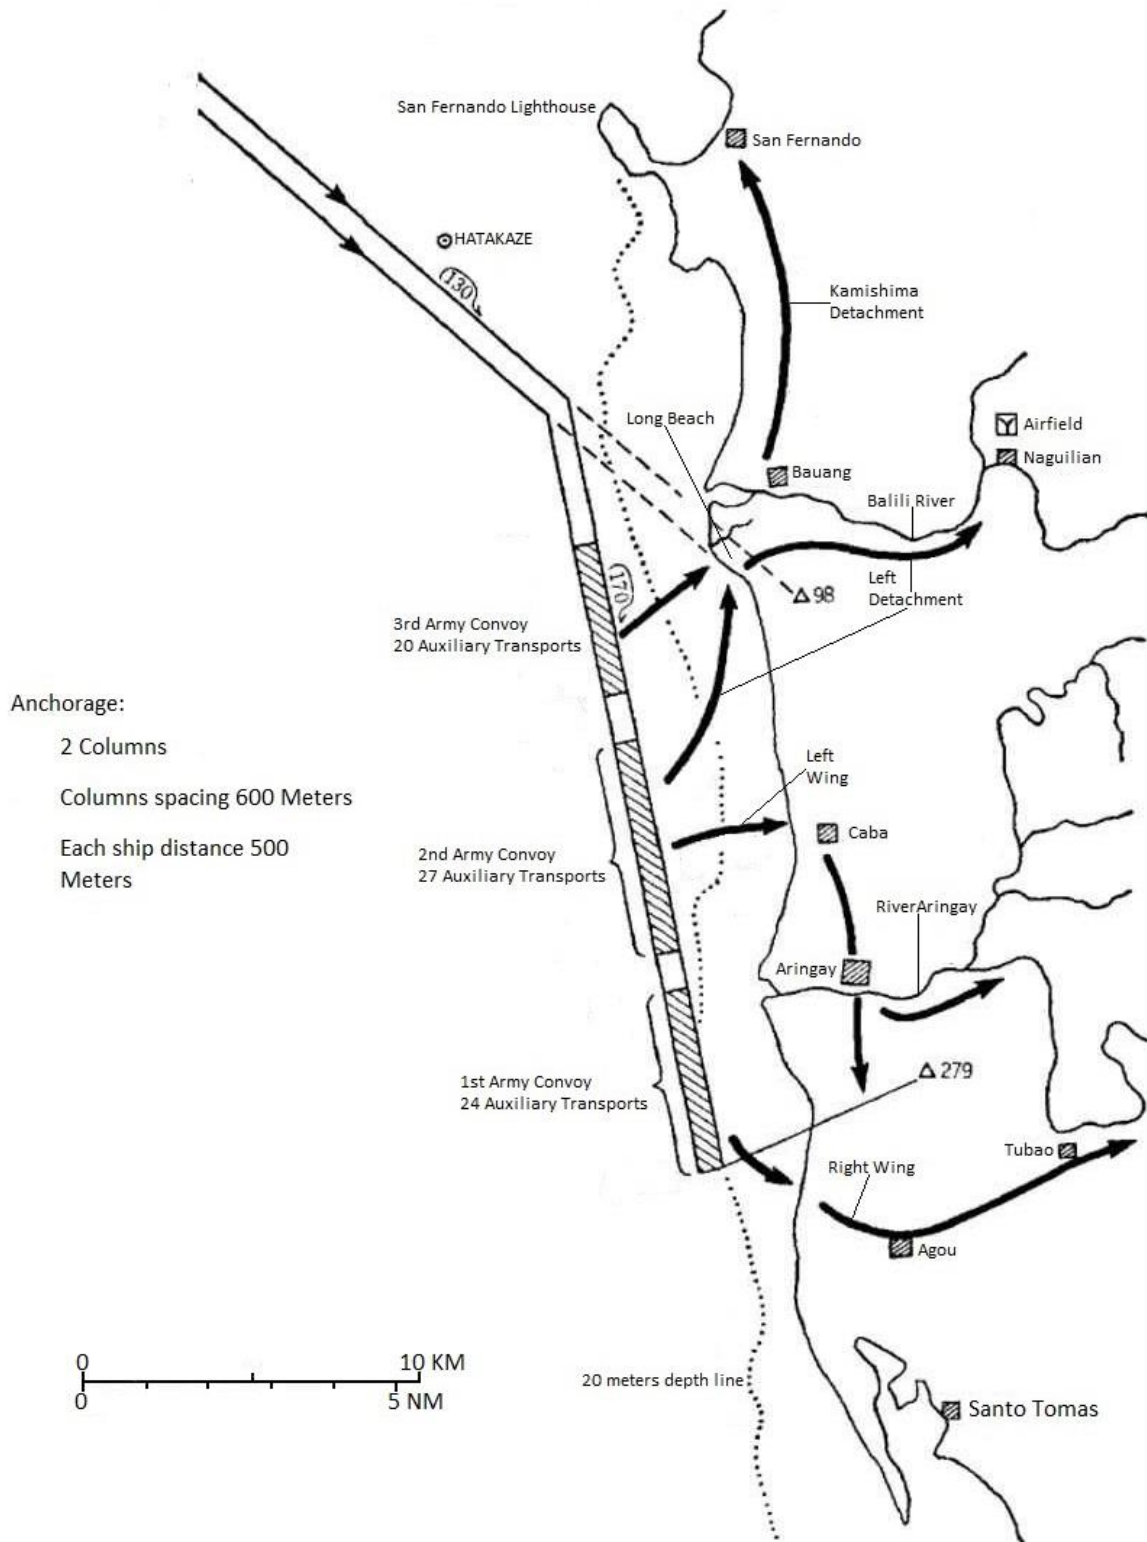 San Fernando Lighthouse
San Fernando
HATAKAZE
130
Kamishima
Detachment
Long Beach
Airfield
Naguilian
Bauang
Balili River
Left
Detachment
98
170
3rd Army Convoy
20 Auxiliary Transports
Anchorage:
2 Columns
Columns spacing 600 Meters
Each ship distance 500
Meters
Left
Wing
Caba
2nd Army Convoy
27 Auxiliary Transports
RiverAringay
Aringay
1st Army Convoy
24 Auxiliary Transports
279
Tubao
Right Wing
Agou
0 10 KM
0 5 NM
20 meters depth line
Santo Tomas